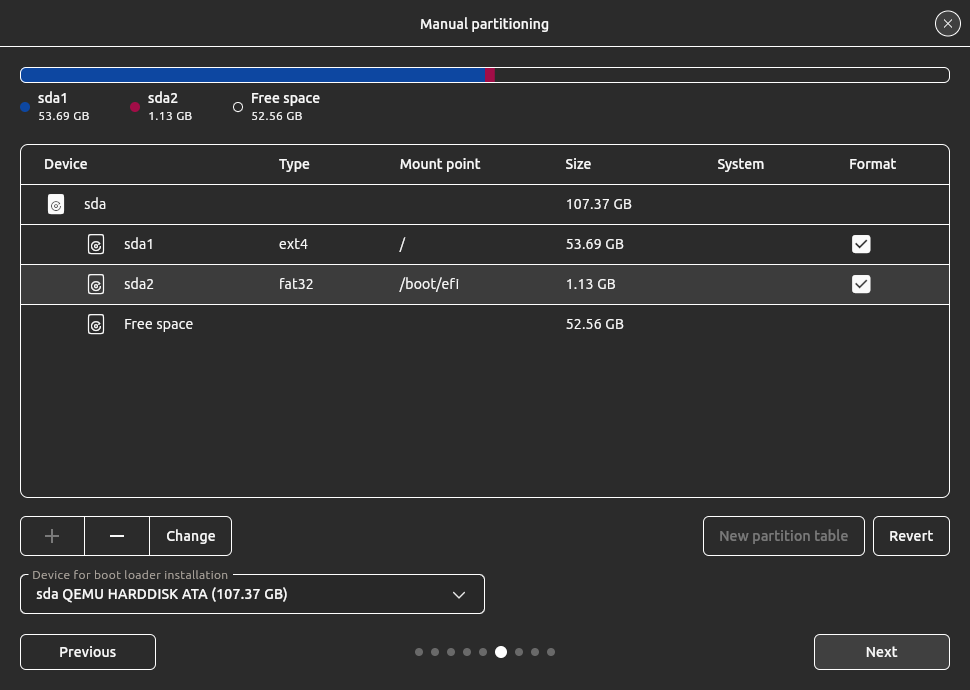 Manual partitioning
sda1
53.69 GB
sda2
1.13 GB
Free space
52.56 GB
Device Type Mount point Size System Format
sda 107.37 GB
sda1 ext4 / 53.69 GB
sda2 fat32 /boot/efi 1.13 GB
Free space 52.56 GB
Change
New partition table
Revert
Device for boot loader installation
sda QEMU HARDDISK ATA (107.37 GB)
Previous
Next